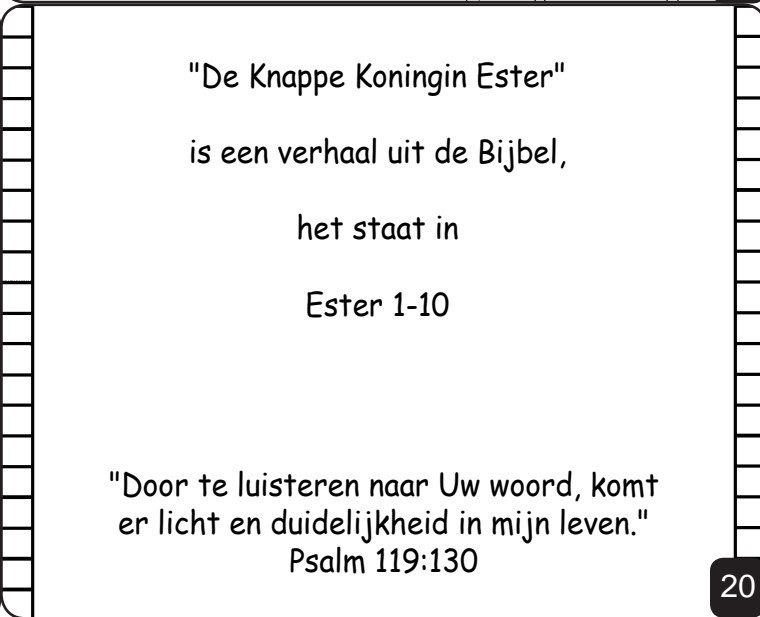 "De Knappe Koningin Ester"
is een verhaal uit de Bijbel,
het staat in
Ester 1-10
"Door te luisteren naar Uw woord, komt
er licht en duidelijkheid in mijn leven."
Psalm 119:130
20